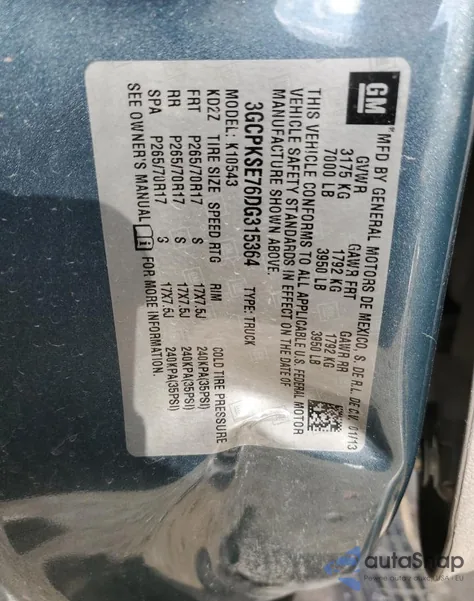 GM
MFD BY GENERAL MOTORS DE MEXICO S. DE R.L. DE C.V. 01/13
GVWR GAWR FRT GAWR RR
3175 KG 1792 KG 1792 KG
7000 LB 3950 LB 3950 LB
THIS VEHICLE CONFORMS TO ALL APPLICABLE U.S. FEDERAL MOTOR
VEHICLE SAFETY STANDARDS IN EFFECT ON THE DATE OF
MANUFACTURE SHOWN ABOVE.
3GCPKSE76DG315364 TYPE: TRUCK
MODEL: K10543
KD2Z TIRE SIZE SPEED RTG RIM COLD TIRE PRESSURE
FRT P265/70R17 S 17X7.5J 240KPA(35PSI)
RR P265/70R17 S 17X7.5J 240KPA(35PSI)
SPA P265/70R17 S 17X7.5J 240KPA(35PSI)
SEE OWNER'S MANUAL FOR MORE INFORMATION.
autaSnap